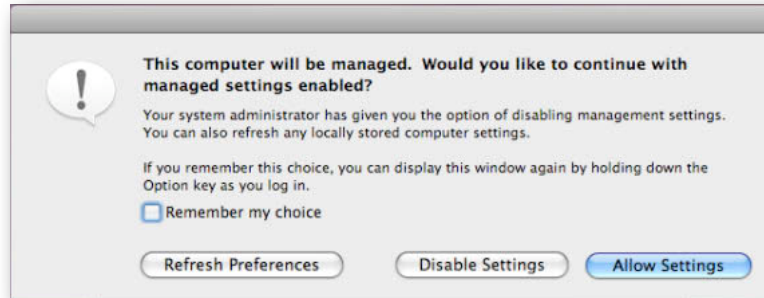 This computer will be managed. Would you like to continue with
managed settings enabled?
Your system administrator has given you the option of disabling management settings.
You can also refresh any locally stored computer settings.
If you remember this choice, you can display this window again by holding down the
Option key as you log in.
Remember my choice
Refresh Preferences Disable Settings Allow Settings